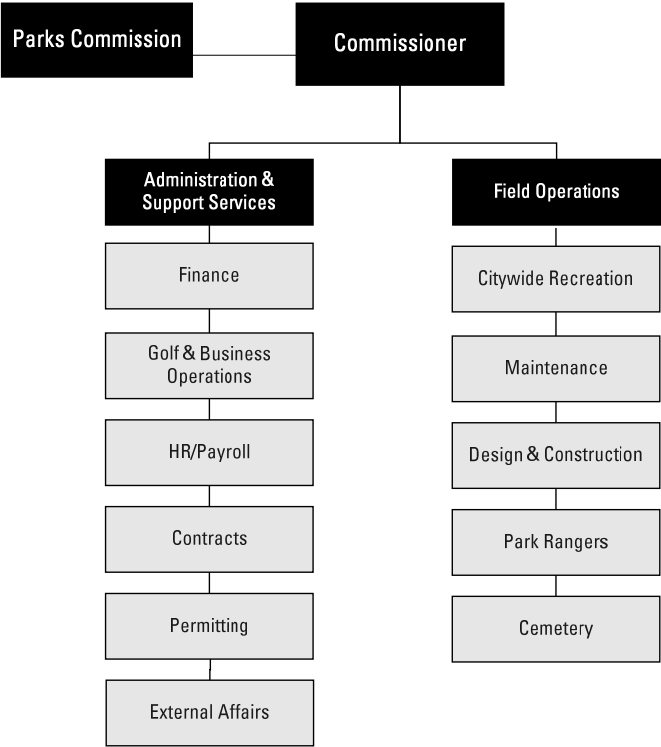 Parks Commission
Commissioner
Administration &
Support Services
Finance
Golf & Business
Operations
HR/Payroll
Contracts
Permitting
External Affairs
Field Operations
Citywide Recreation
Maintenance
Design & Construction
Park Rangers
Cemetery